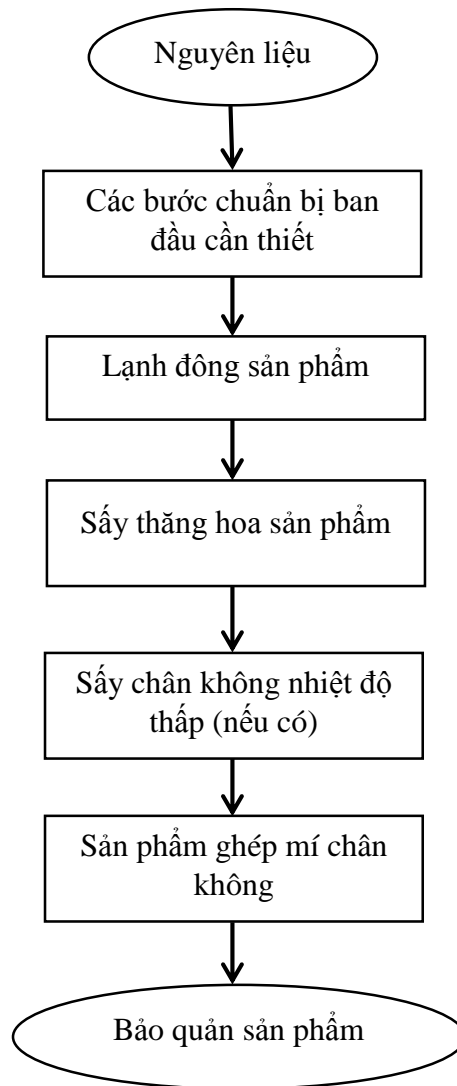 Nguyên liệu
Các bước chuẩn bị ban
đầu cần thiết
Lạnh đông sản phẩm
Sấy thăng hoa sản phẩm
Sấy chân không nhiệt độ
thấp (nếu có)
Sản phẩm ghép mí chân
không
Bảo quản sản phẩm